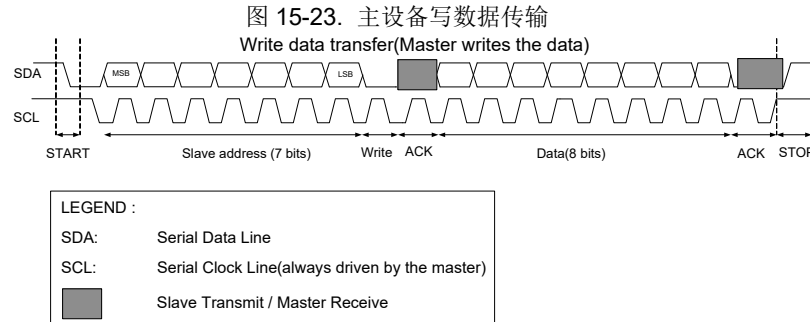 图 15-23. 主设备写数据传输
Write data transfer(Master writes the data)
SDA MSB LSB
SCL
START Slave address (7 bits) Write ACK Data(8 bits) ACK STOP
LEGEND :
SDA: Serial Data Line
SCL: Serial Clock Line(always driven by the master)
Slave Transmit / Master Receive